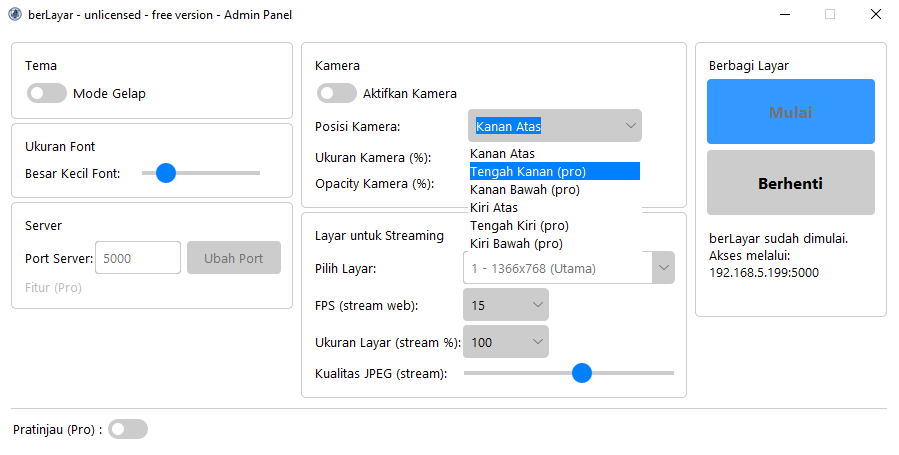 berLayar - unlicensed - free version - Admin Panel
Tema
Mode Gelap
Ukuran Font
Besar Kecil Font:
Server
Port Server: 5000 Ubah Port
Fitur (Pro)
Kamera
Aktifkan Kamera
Posisi Kamera: Kanan Atas
Kanan Atas
Tengah Kanan (pro)
Kanan Bawah (pro)
Kiri Atas
Tengah Kiri (pro)
Kiri Bawah (pro)
Ukuran Kamera (%):
Opacity Kamera (%):
Layar untuk Streaming
Pilih Layar: 1 - 1366x768 (Utama)
FPS (stream web): 15
Ukuran Layar (stream %): 100
Kualitas JPEG (stream):
Berbagi Layar
Mulai
Berhenti
berLayar sudah dimulai.
Akses melalui:
192.168.5.199:5000
Pratinjau (Pro) :